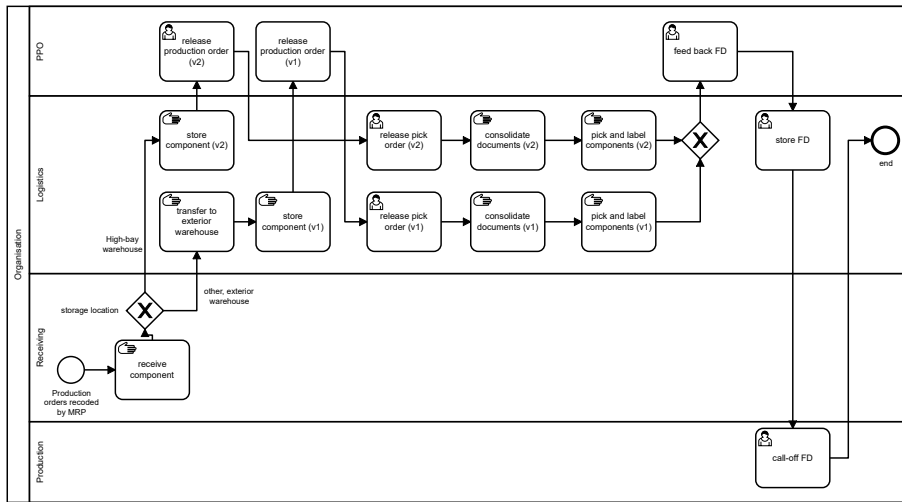 Organisation
PPO
release
production order
(v2)
release
production order
(v1)
feed back FD
Logistics
store
component (v2)
release pick
order (v2)
consolidate
documents (v2)
pick and label
components (v2)
X
store FD
end
transfer to
exterior
warehouse
store
component (v1)
release pick
order (v1)
consolidate
documents (v1)
pick and label
components (v1)
High-bay
warehouse
Receiving
other, exterior
warehouse
storage location
X
receive
component
Production
orders recoded
by MRP
Production
call-off FD